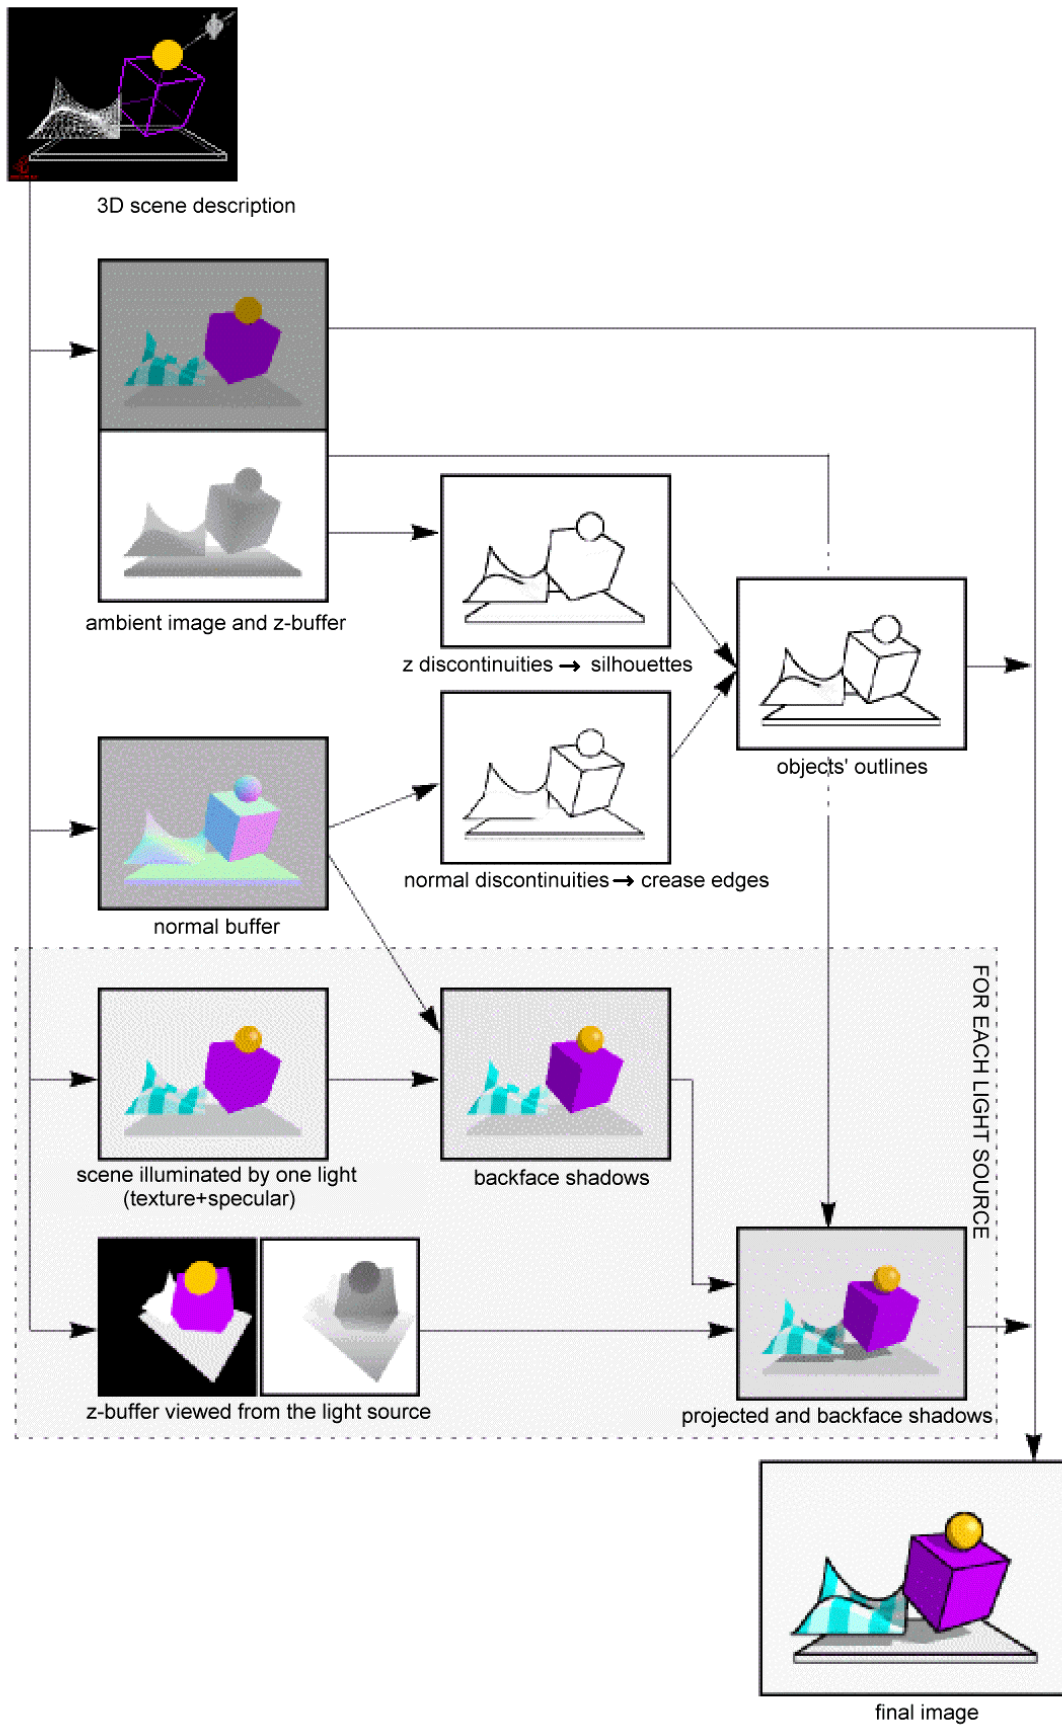 3D scene description
ambient image and z-buffer
z discontinuities → silhouettes
objects' outlines
normal discontinuities → crease edges
normal buffer
FOR EACH LIGHT SOURCE
scene illuminated by one light
(texture+specular)
backface shadows
z-buffer viewed from the light source
projected and backface shadows
final image